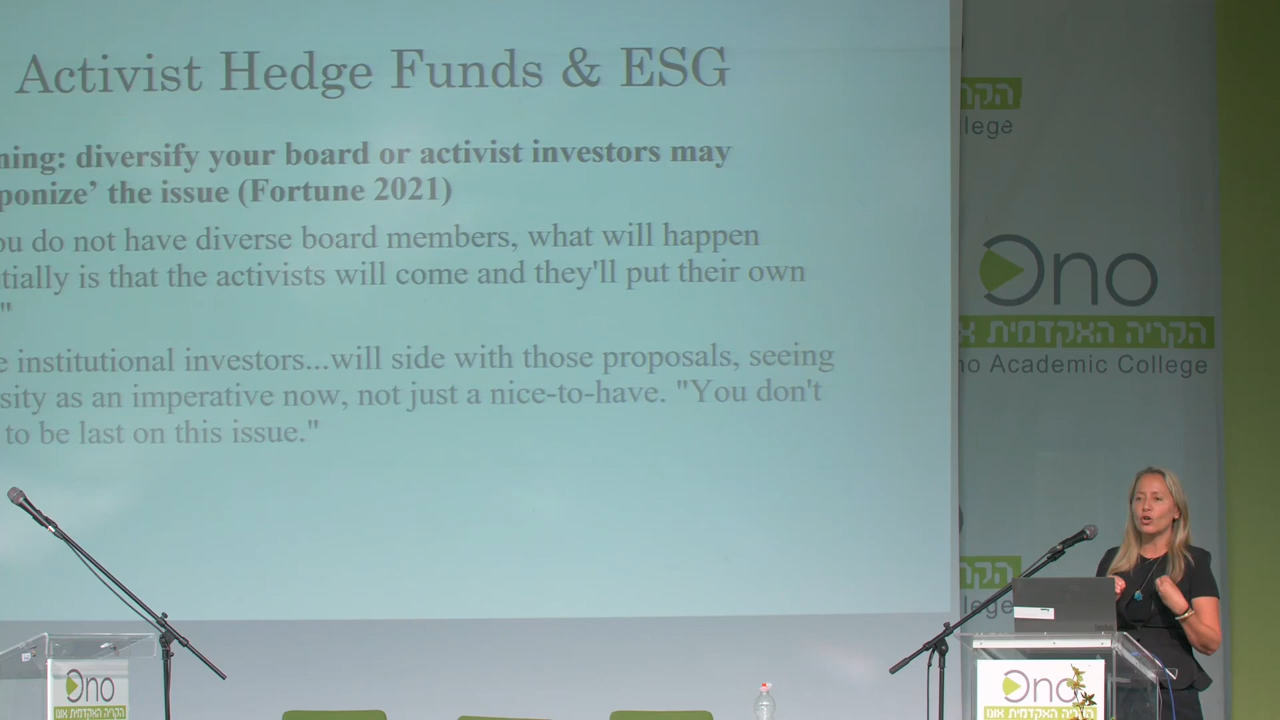 Activist Hedge Funds & ESG
ning: diversify your board or activist investors may
ponize’ the issue (Fortune 2021)
ou do not have diverse board members, what will happen
tially is that the activists will come and they'll put their own
"
e institutional investors...will side with those proposals, seeing
sity as an imperative now, not just a nice-to-have. "You don't
to be last on this issue."
הקר
lege
Ono
הקריה האקדמית א
no Academic College
הקר
lege
Ono
הקריה האקדמית אונו
Ono
הקריה האקדמית אונו